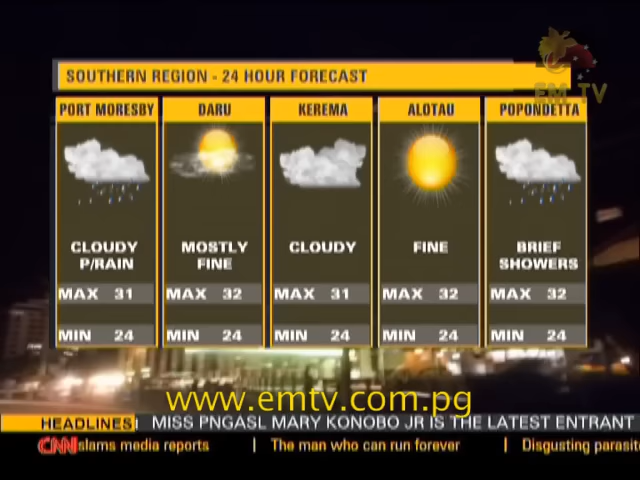 SOUTHERN REGION - 24 HOUR FORECAST
EM TV
PORT MORESBY DARU KEREMA ALOTAU POPONDETTA
CLOUDY P/RAIN
MOSTLY FINE
CLOUDY
FINE
BRIEF SHOWERS
MAX 31 MAX 32 MAX 31 MAX 32 MAX 32
MIN 24 MIN 24 MIN 24 MIN 24 MIN 24
www.emtv.com.pg
HEADLINES MISS PNGASL MARY KONOBO JR IS THE LATEST ENTRANT
CNN slams media reports | The man who can run forever | Disgusting parasit